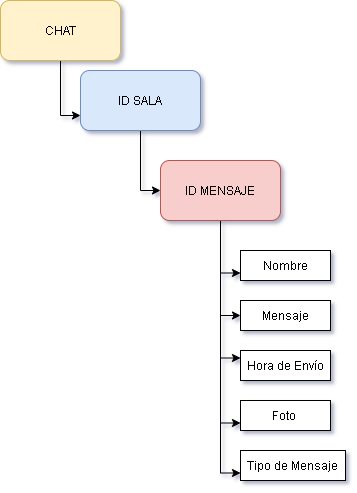 CHAT
ID SALA
ID MENSAJE
Nombre
Mensaje
Hora de Envío
Foto
Tipo de Mensaje